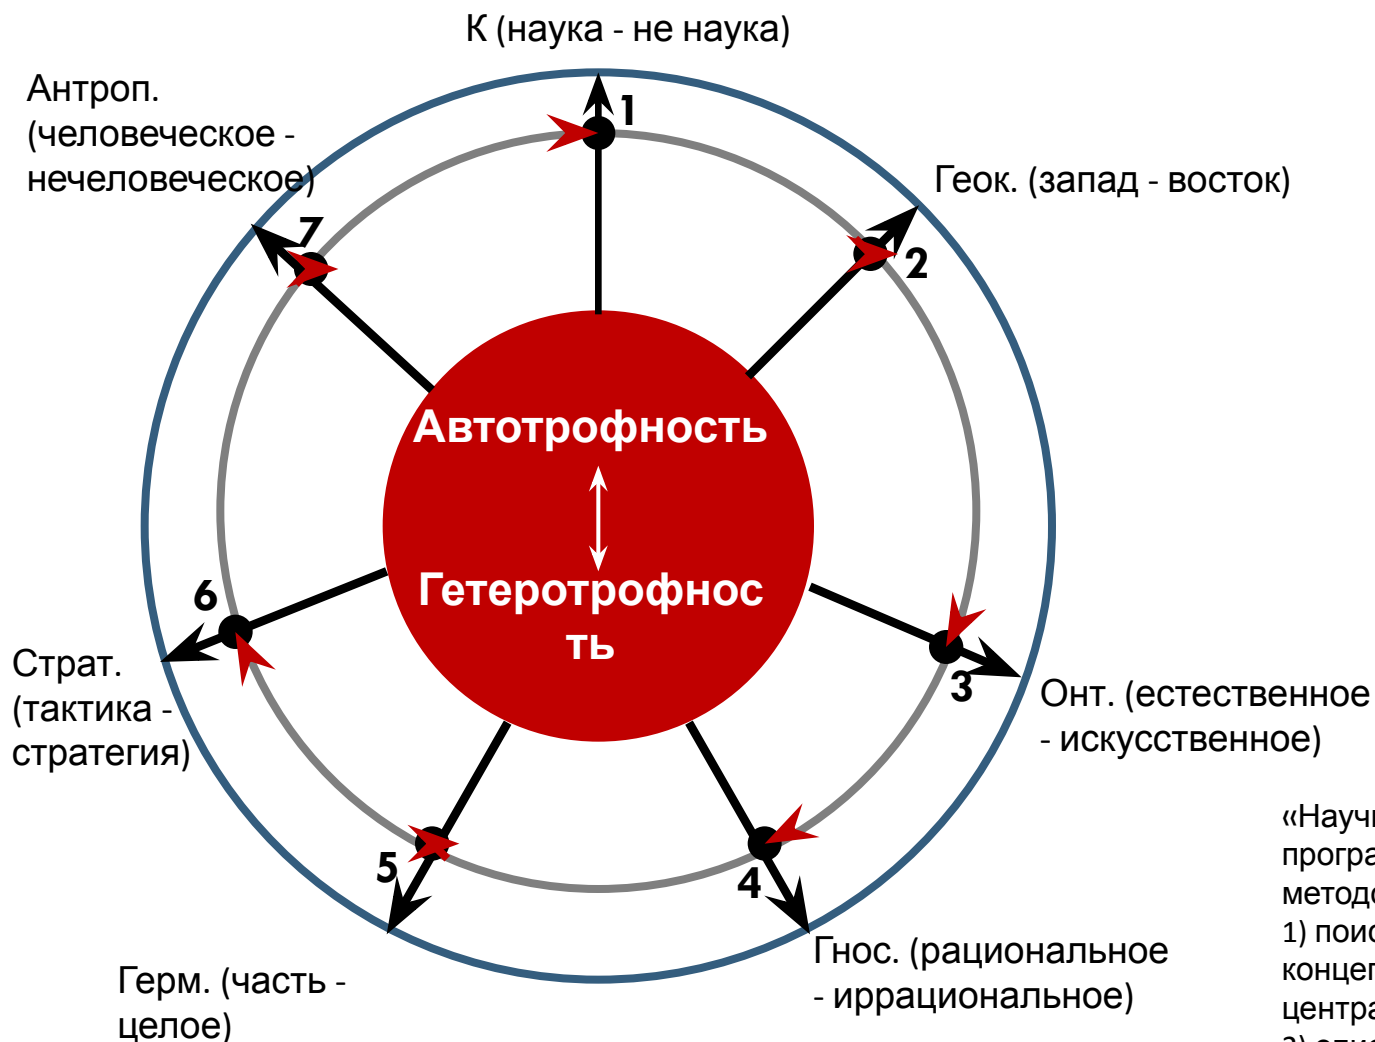 К (наука - не наука)
Антроп.
(человеческое -
нечеловеческое)
1
Геок. (запад - восток)
7
2
Автотрофность
Гетеротрофнос
ть
6
Страт.
(тактика -
стратегия)
3
Онт. (естественное
- искусственное)
5
4
Гнос. (рациональное
- иррациональное)
Герм. (часть -
целое)
1)